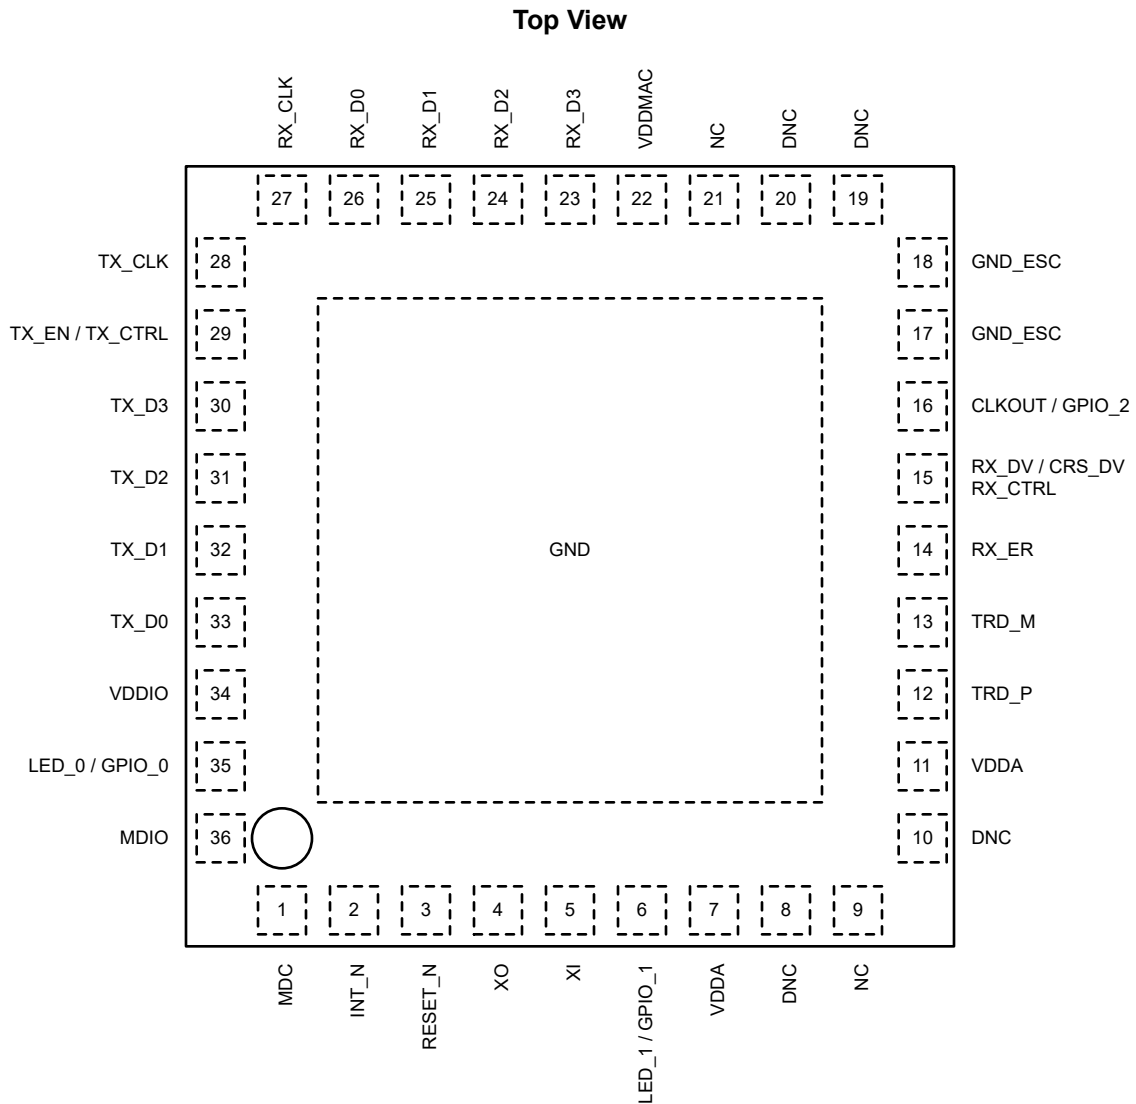 Top View
RX_CLK
RX_D0
RX_D1
RX_D2
RX_D3
VDDMAC
NC
DNC
DNC
27
26
25
24
23
22
21
20
19
TX_CLK
28
18
GND_ESC
TX_EN / TX_CTRL
29
17
GND_ESC
TX_D3
30
16
CLKOUT / GPIO_2
TX_D2
31
15
RX_DV / CRS_DV
RX_CTRL
TX_D1
32
GND
14
RX_ER
TX_D0
33
13
TRD_M
VDDIO
34
12
TRD_P
LED_0 / GPIO_0
35
11
VDDA
MDIO
36
10
DNC
1
2
3
4
5
6
7
8
9
MDC
INT_N
RESET_N
XO
XI
LED_1 / GPIO_1
VDDA
DNC
NC